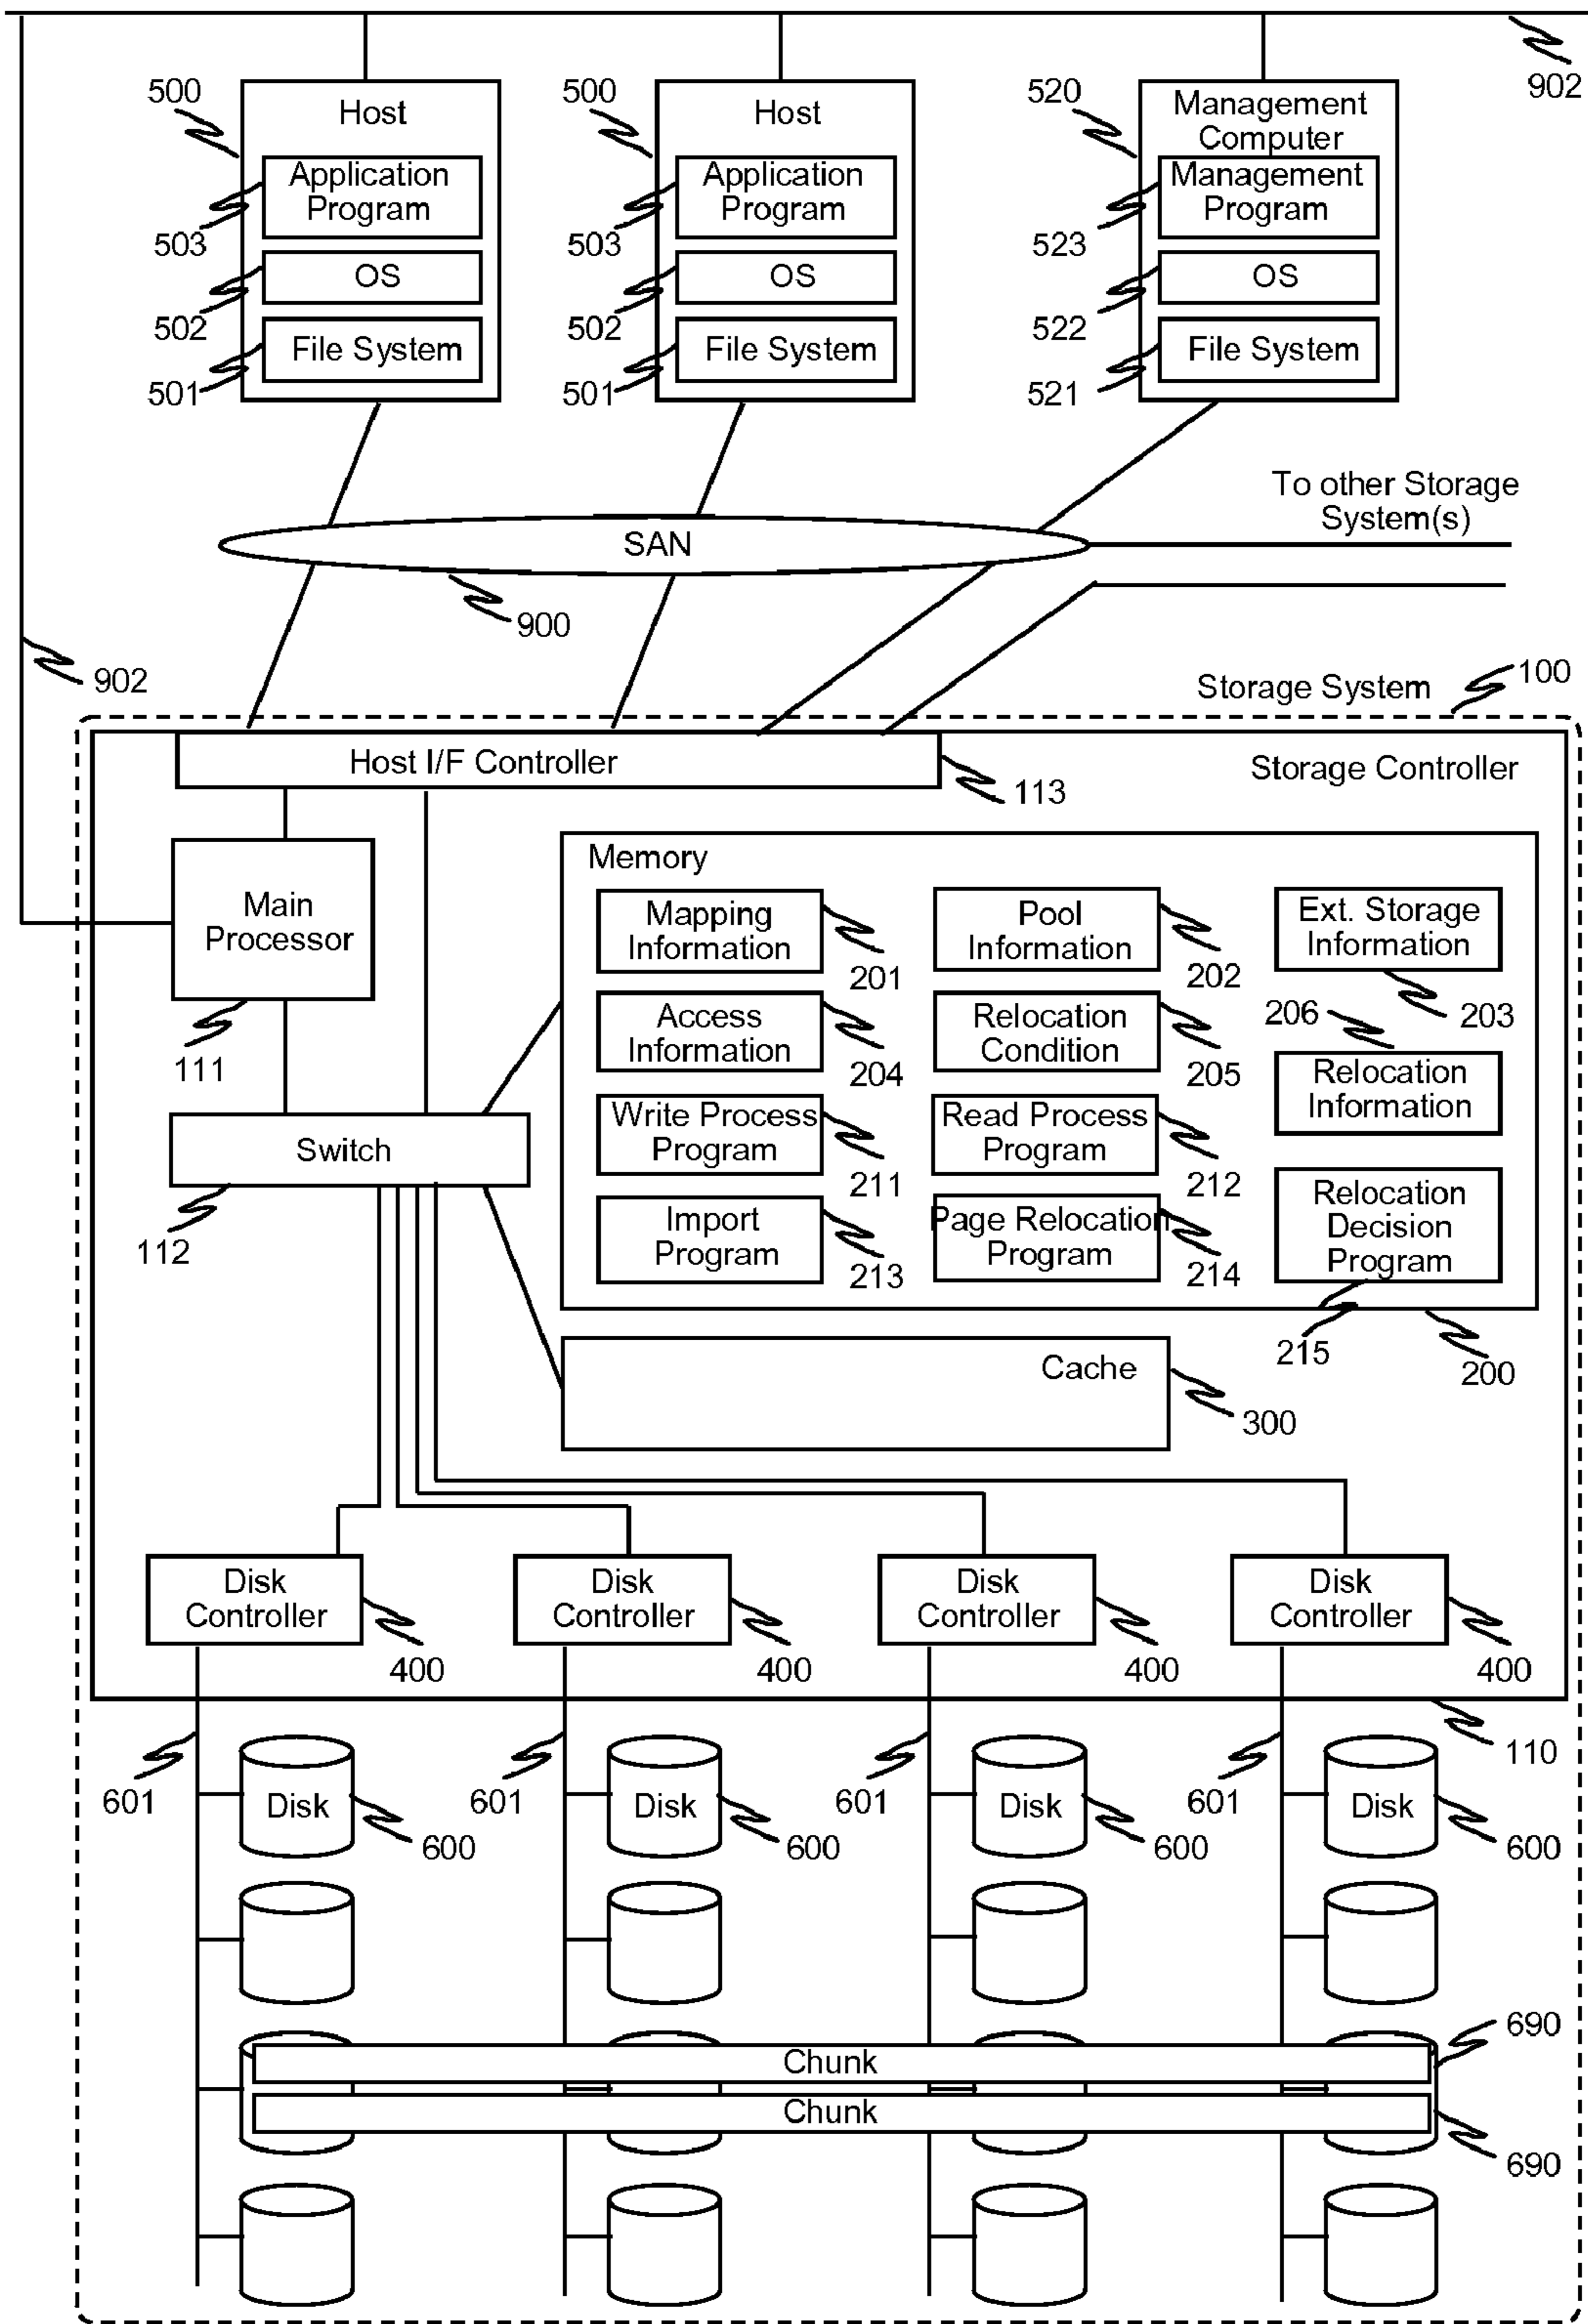 902
500
Host
Application
Program
503
OS
502
File System
501
500
Host
Application
Program
503
OS
502
File System
501
520
Management
Computer
Management
Program
523
OS
522
File System
521
To other Storage
System(s)
SAN
900
902
Storage System
100
Host I/F Controller
113
Storage Controller
Main
Processor
111
Memory
Mapping
Information
201
Pool
Information
202
Ext. Storage
Information
203
Access
Information
204
Relocation
Condition
205
206
Relocation
Information
Write Process
Program
211
Read Process
Program
212
Import
Program
213
Page Relocation
Program
214
Relocation
Decision
Program
215
200
Switch
112
Cache
300
Disk
Controller
400
Disk
Controller
400
Disk
Controller
400
Disk
Controller
400
110
601
Disk
600
601
Disk
600
601
Disk
600
601
Disk
600
690
Chunk
Chunk
690